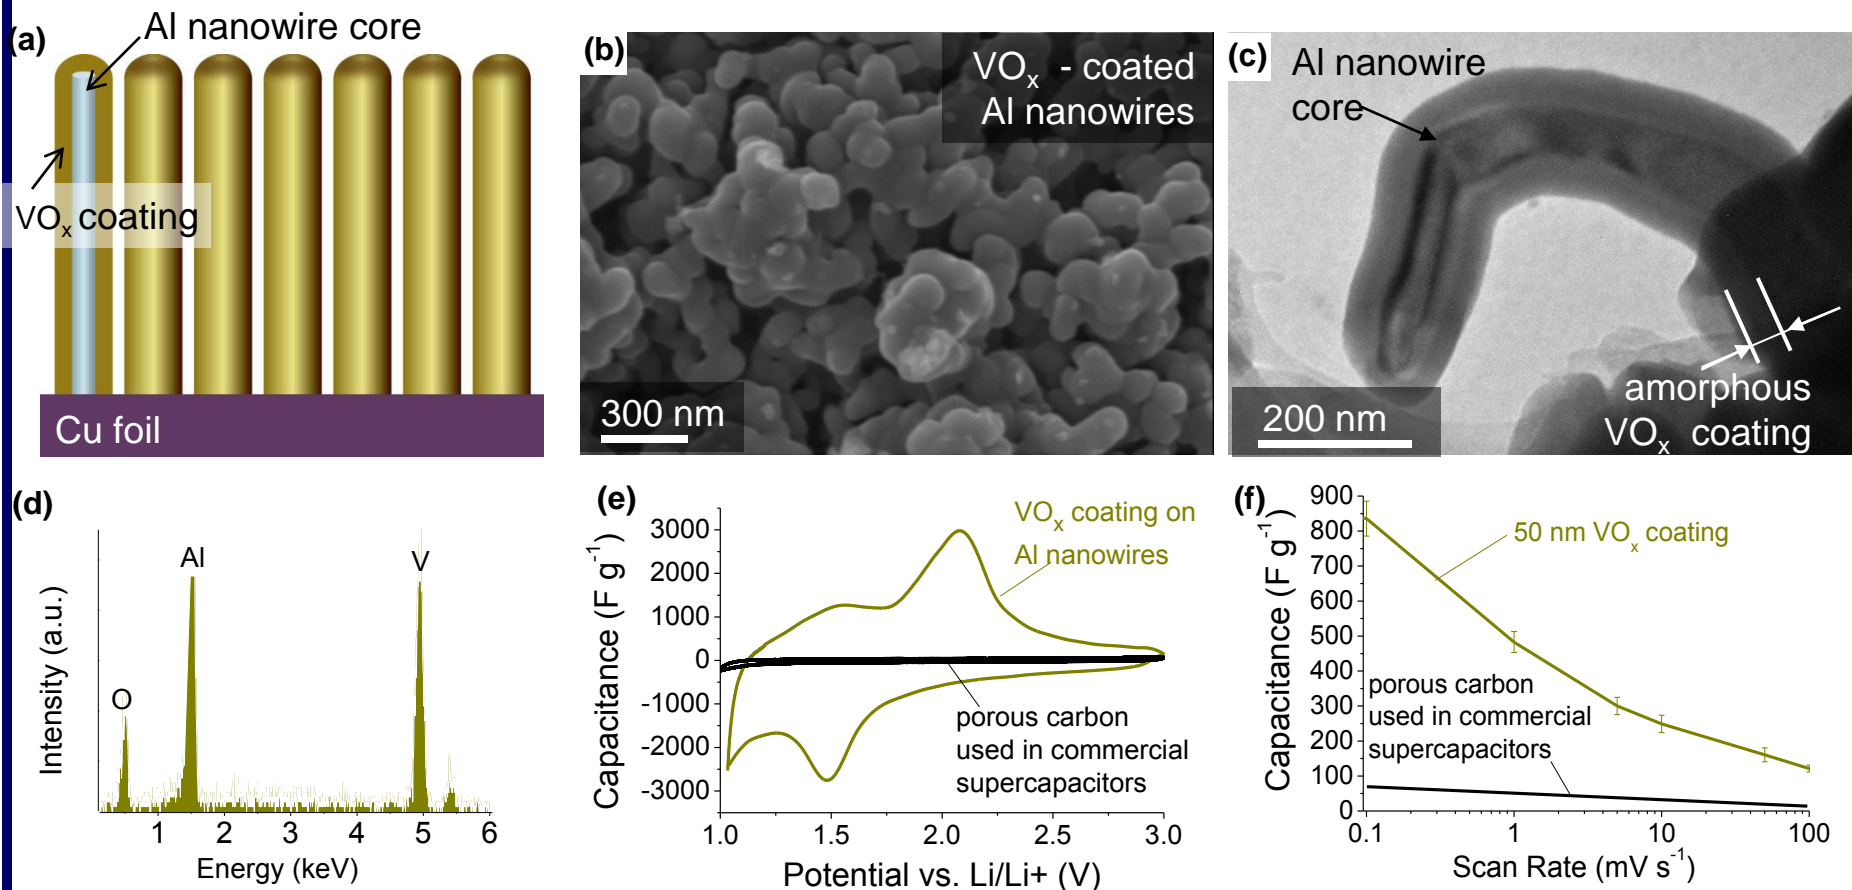 (a)
Al nanowire core
VOx coating
Cu foil
(b)
VOx - coated
Al nanowires
300 nm
(c)
Al nanowire
core
amorphous
VOx coating
200 nm
(d)
Intensity (a.u.)
O
Al
V
1 2 3 4 5 6
Energy (keV)
(e)
Capacitance (F g-1)
3000
2000
1000
0
-1000
-2000
-3000
VOx coating on
Al nanowires
porous carbon
used in commercial
supercapacitors
1.0 1.5 2.0 2.5 3.0
Potential vs. Li/Li+ (V)
(f)
Capacitance (F g-1)
900
800
700
600
500
400
300
200
100
0
50 nm VOx coating
porous carbon
used in commercial
supercapacitors
0.1 1 10 100
Scan Rate (mV s-1)